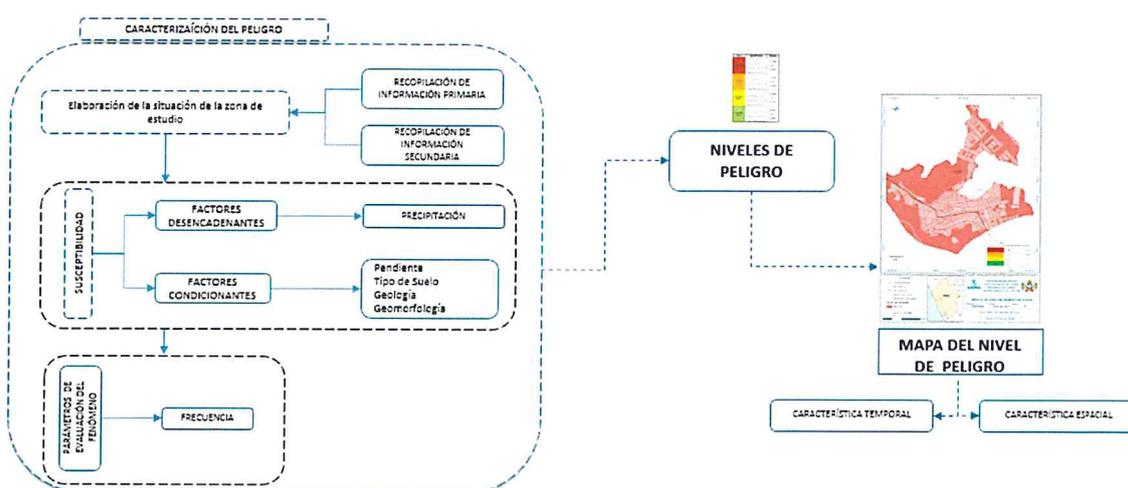 CARACTERIZAÍCIÓN DEL PELIGRO
RECOPILACIÓN DE
INFORMACIÓN PRIMARIA
Elaboración de la situación de la zona de
estudio
RECOPILACIÓN DE
INFORMACIÓN
SECUNDARIA
SUSCEPTIBILIDAD
FACTORES
DESENCADENANTES
PRECIPITACIÓN
FACTORES
CONDICIONANTES
Pendiente
Tipo de Suelo
Geología
Geomorfología
PARÁMETROS DE
EVALUACIÓN DEL
FENÓMENO
FRECUENCIA
NIVELES DE
PELIGRO
MAPA DEL NIVEL
DE PELIGRO
CARACTERÍSTICA TEMPORAL
CARACTERÍSTICA ESPACIAL